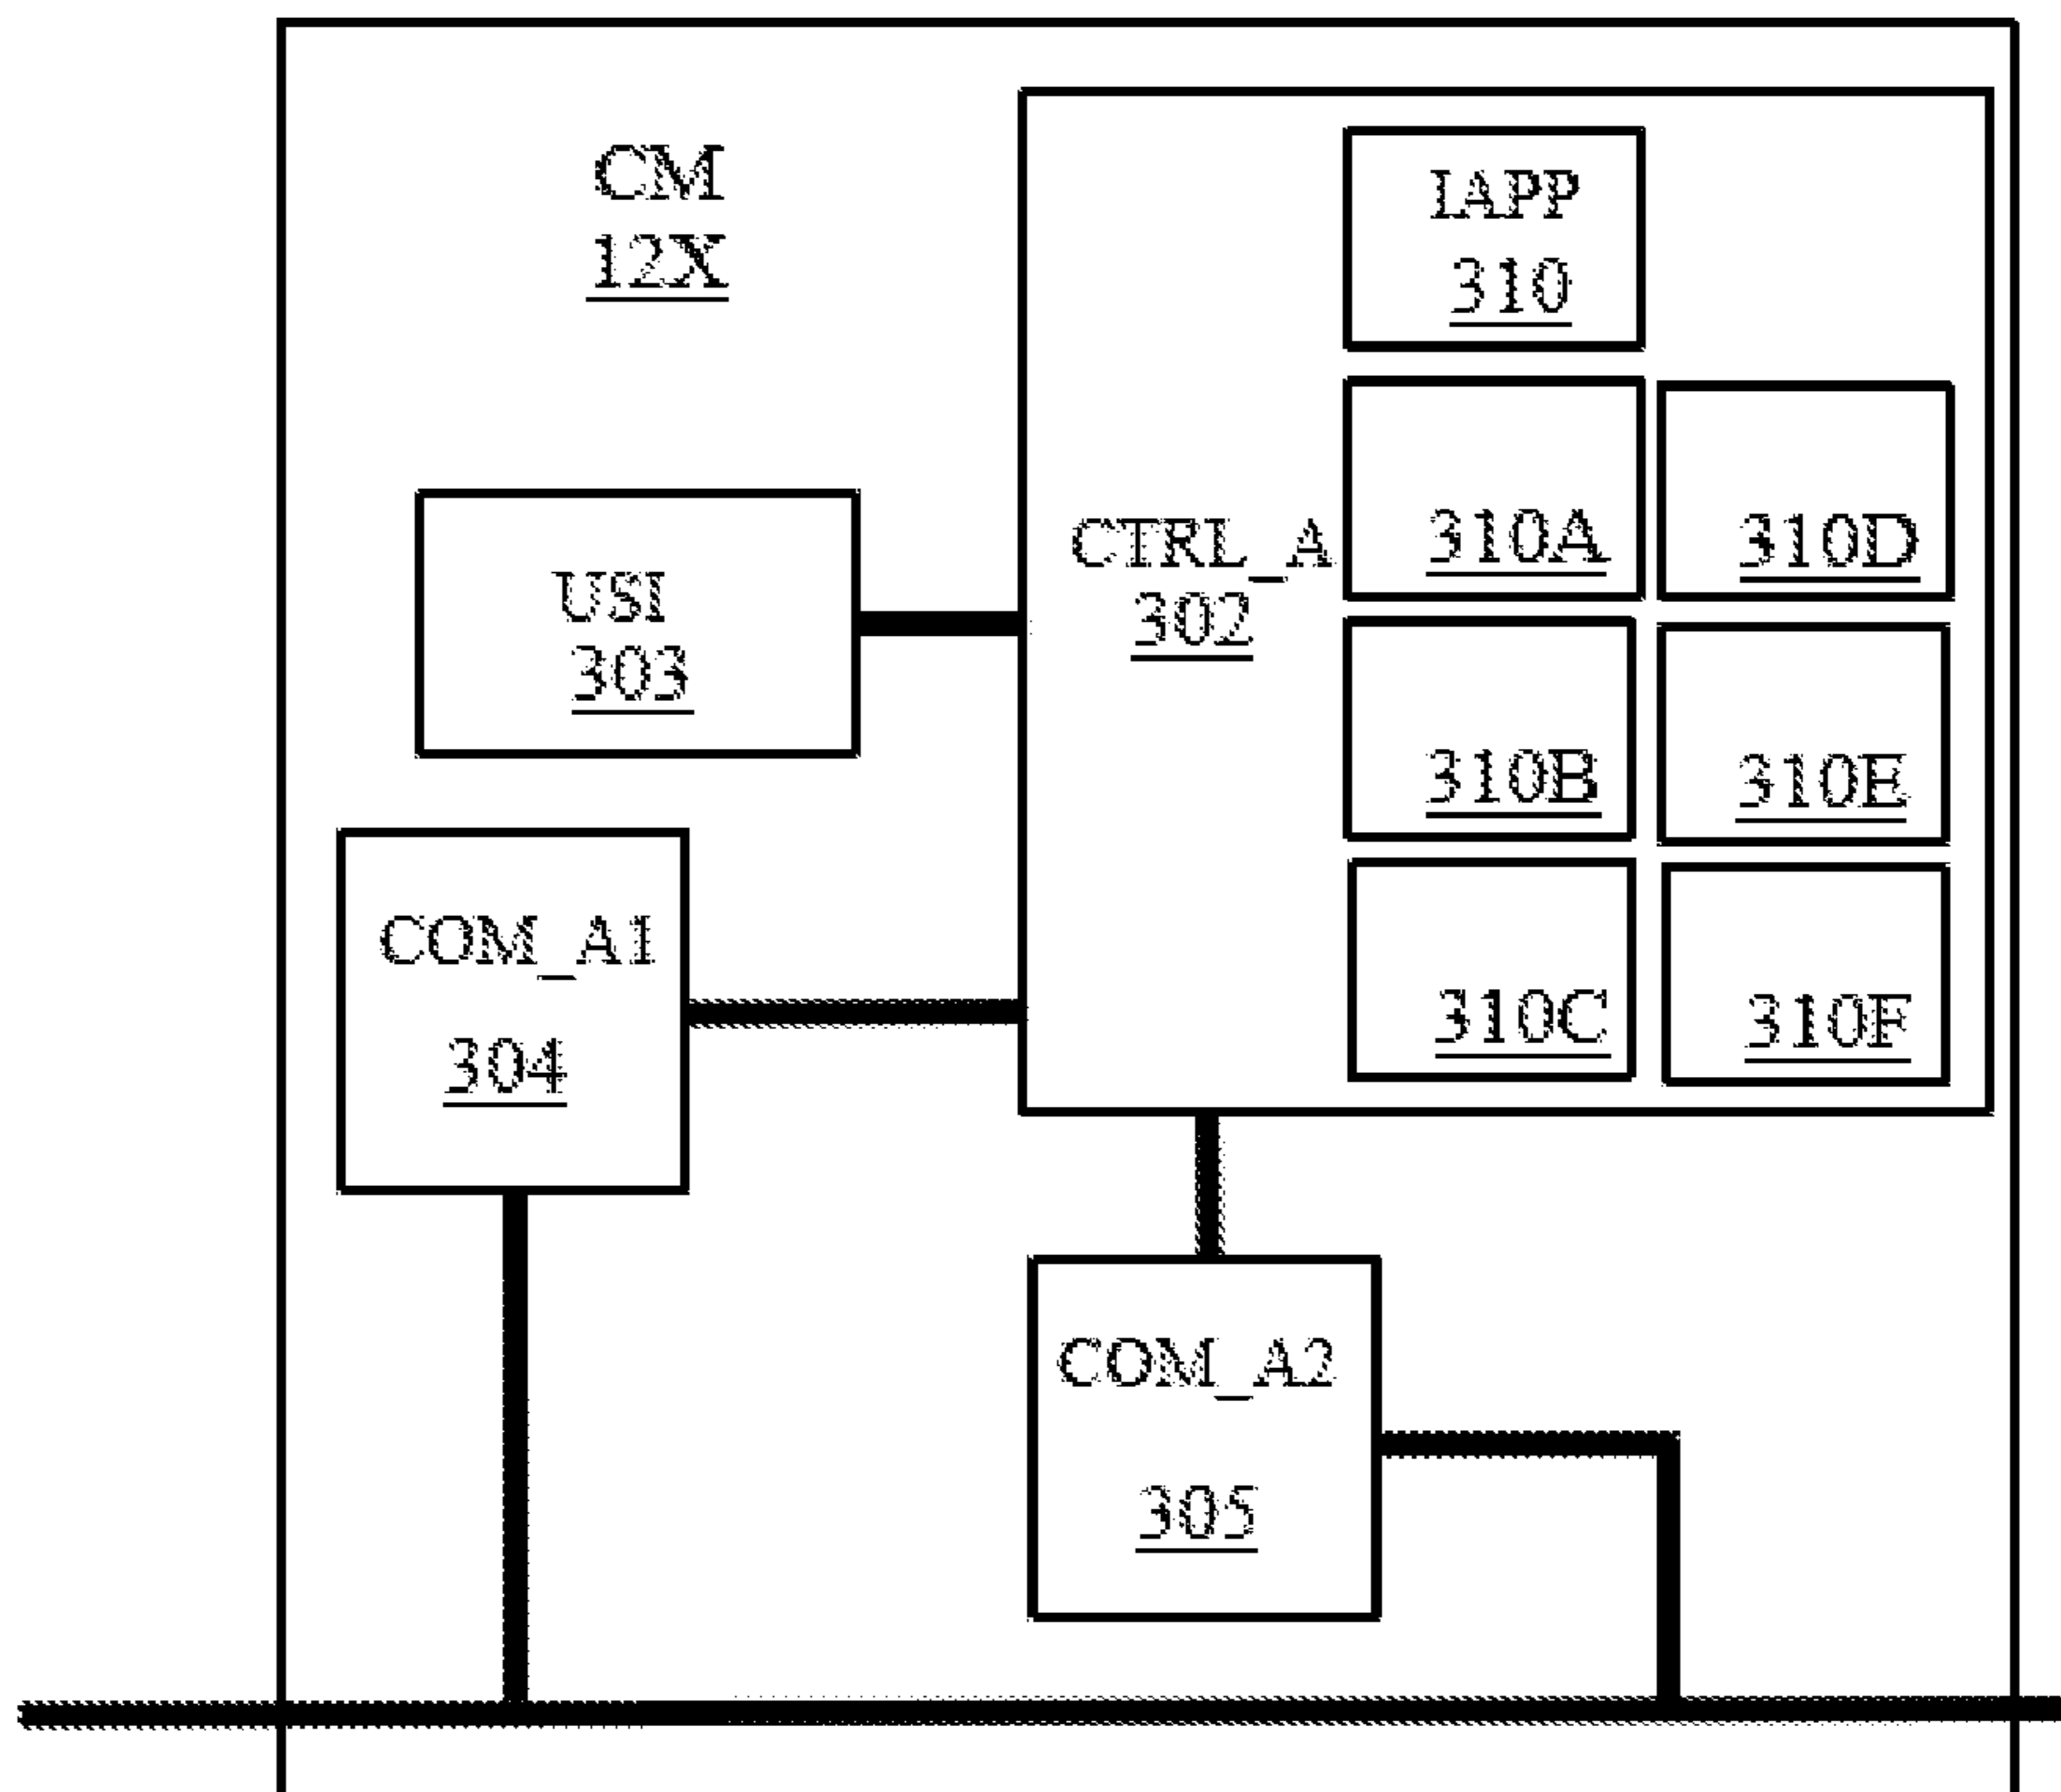 CM
12X
IAPP
310
310A
310D
CTRL_A
302
USI
303
310B
310E
COM_A1
304
310C
310F
COM_A2
305